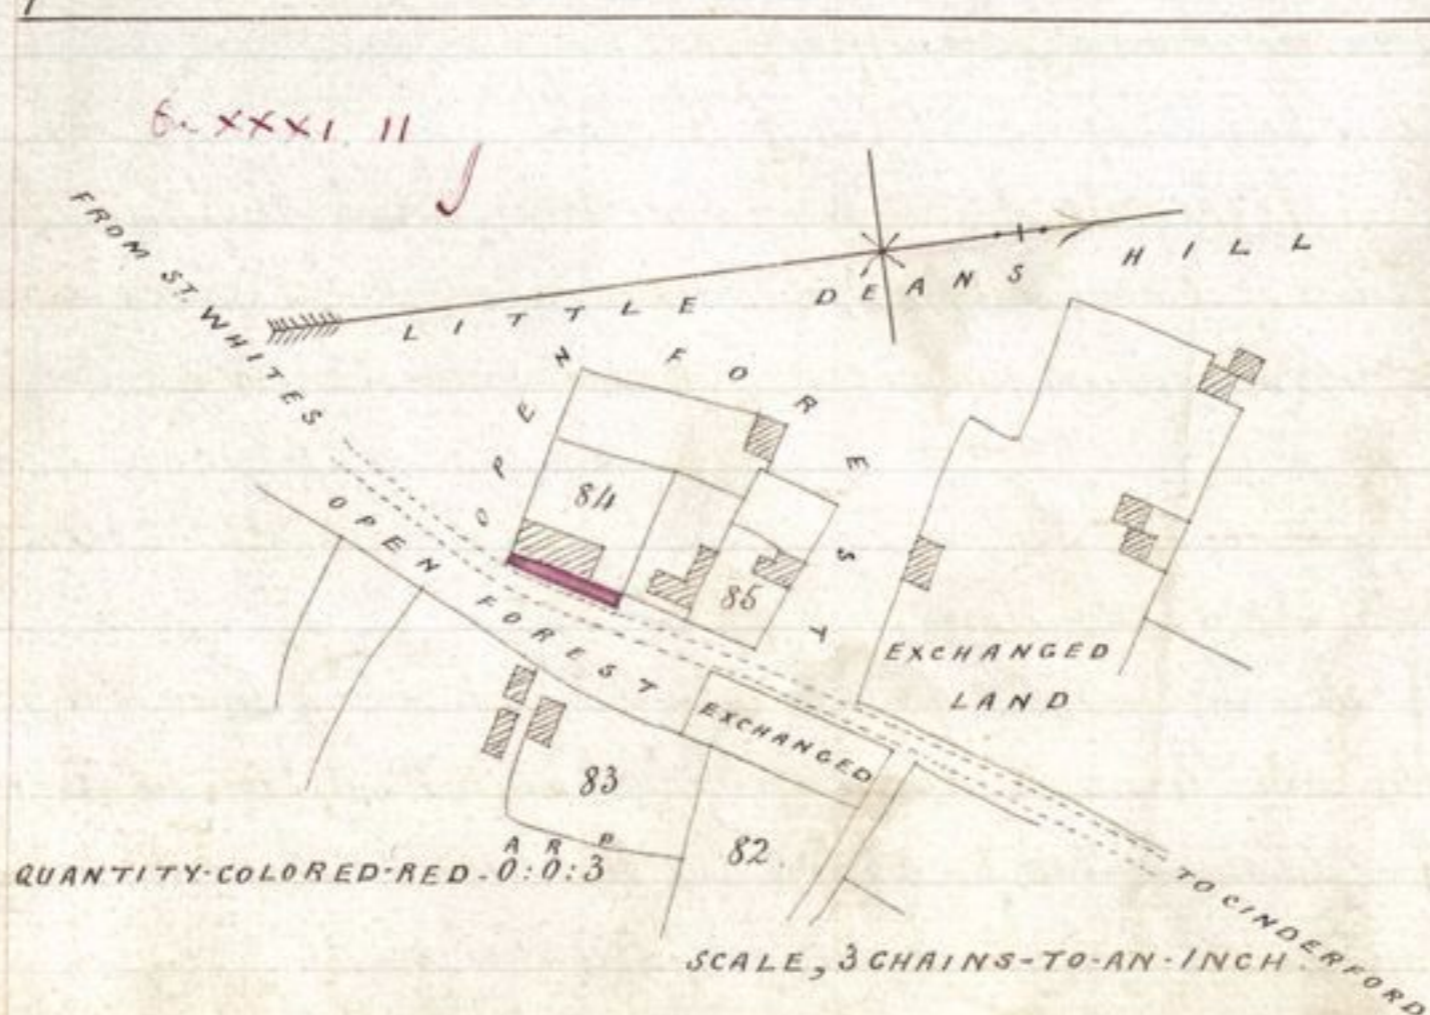 XXXI 11
FROM ST. WHITES
LITTLE DEANS HILL
OPEN FOREST
84
85
OPEN FOREST
EXCHANGED
LAND
EXCHANGED
83
82.
A R P
QUANTITY-COLORED-RED-0:0:3
TO CINDERFORD
SCALE, 3 CHAINS-TO-AN-INCH.